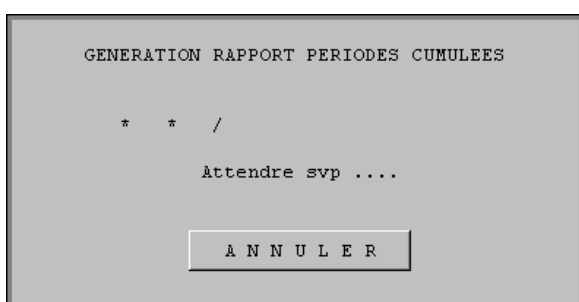 GENERATION RAPPORT PERIODES CUMULEES
* * /
Attendre svp ....
A N N U L E R